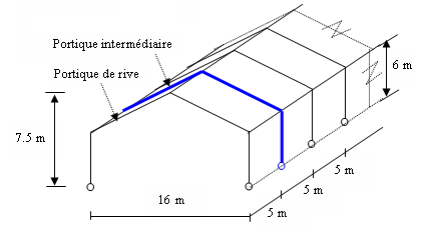 Portique intermédiaire
Portique de rive
6 m
7.5 m
5 m
5 m
16 m
5 m